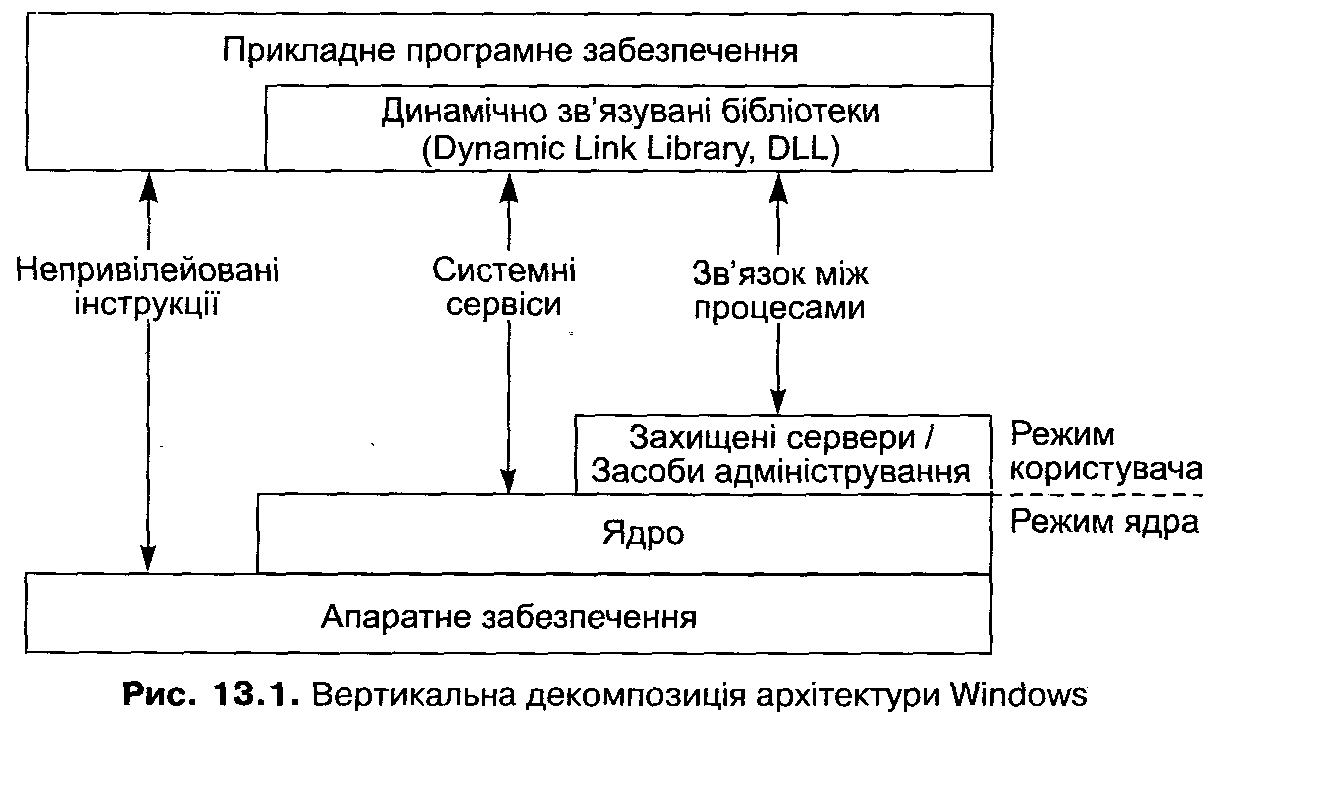 Прикладне програмне забезпечення
Динамічно зв’язувані бібліотеки
(Dynamic Link Library, DLL)
Непривілейовані
інструкції
Системні
сервіси
Зв’язок між
процесами
Захищені сервери /
Засоби адміністрування
Режим
користувача
Ядро
Режим ядра
Апаратне забезпечення
Рис. 13.1. Вертикальна декомпозиція архітектури Windows